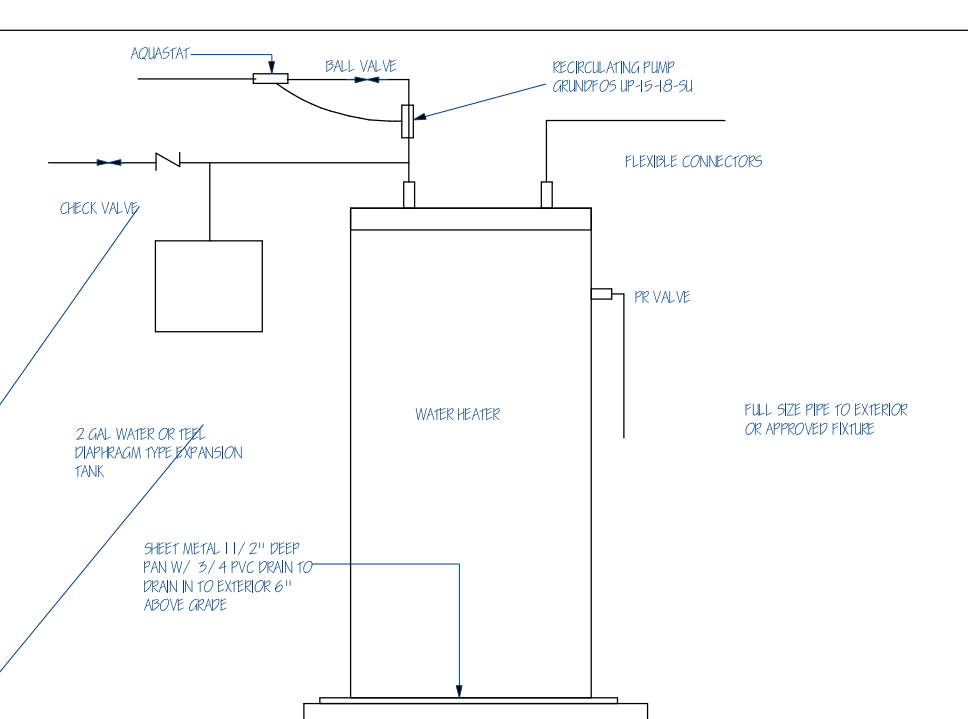 AQUASTAT
BALL VALVE
RECIRCULATING PUMP
GRUNDFOS UP-15-18-SU
FLEXIBLE CONNECTORS
CHECK VALVE
PR VALVE
WATER HEATER
FULL SIZE PIPE TO EXTERIOR
OR APPROVED FIXTURE
2 GAL WATER OR TEEL
DIAPHRAGM TYPE EXPANSION
TANK
SHEET METAL 1 1/2" DEEP
PAN W/ 3/4 PVC DRAIN TO
DRAIN IN TO EXTERIOR 6"
ABOVE GRADE